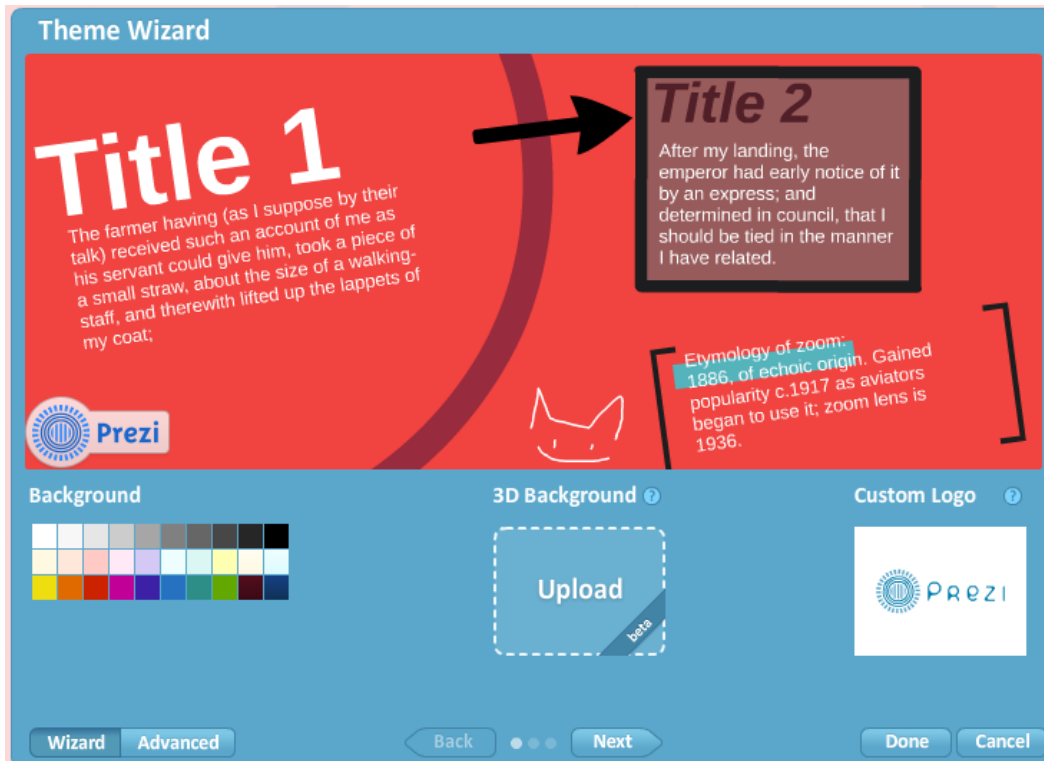 Theme Wizard
Title 1
The farmer having (as I suppose by their
talk) received such an account of me as
his servant could give him, took a piece of
a small straw, about the size of a walking-
staff, and therewith lifted up the lappets of
my coat;
Title 2
After my landing, the
emperor had early notice of it
by an express; and
determined in council, that I
should be tied in the manner
I have related.
Etymology of zoom:
1886, of echoic origin. Gained
popularity c.1917 as aviators
began to use it; zoom lens is
1936.
Prezi
Background
3D Background ?
Custom Logo ?
Upload
beta
PREZI
Wizard Advanced
Back Next
Done Cancel